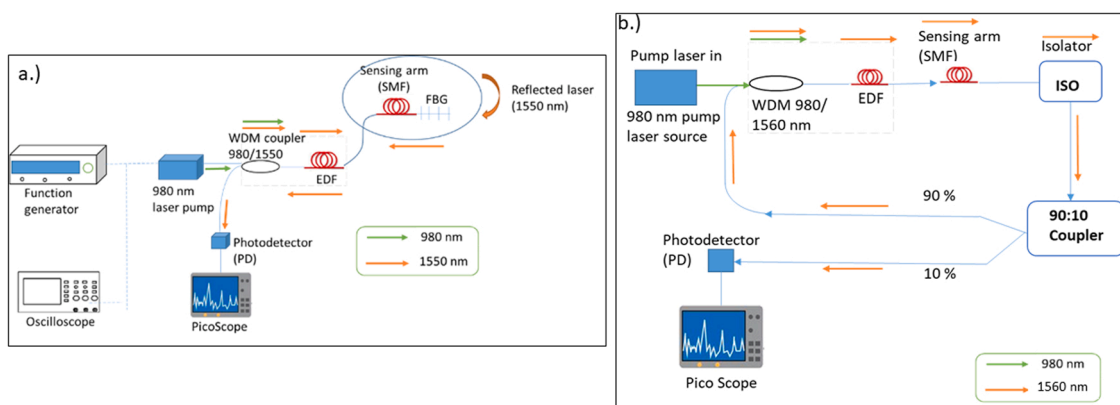 a.)
Sensing arm
(SMF)
FBG
Reflected laser
(1550 nm)
WDM coupler
980/1550
EDF
Function
generator
980 nm
laser pump
Photodetector
(PD)
980 nm
1550 nm
Oscilloscope
PicoScope
b.)
Pump laser in
980 nm pump
laser source
WDM 980/
1560 nm
EDF
Sensing arm
(SMF)
Isolator
ISO
90 %
90:10
Coupler
10 %
Photodetector
(PD)
Pico Scope
980 nm
1560 nm